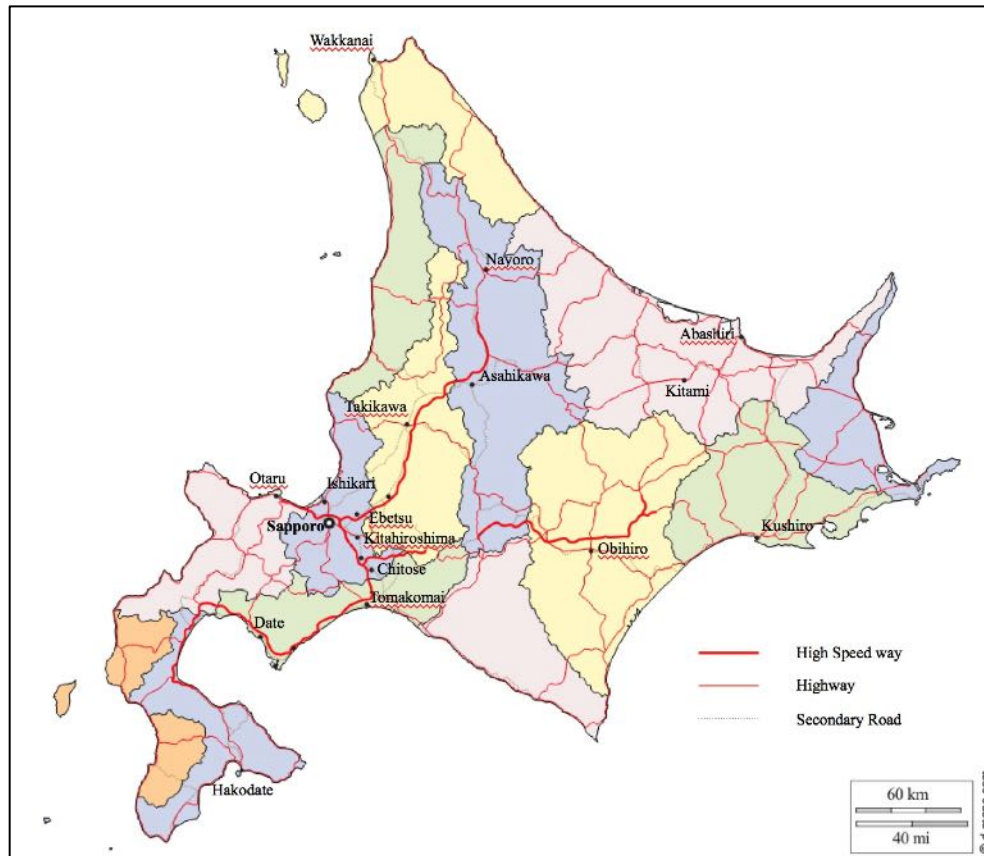 Wakkanai
Nayoro
Abashiri
Asahikawa
Kitami
Takikawa
Otaru
Ishikari
Sapporo
Ebetsu
Kushiro
Kitahiroshima
Obihiro
Chitose
Tomakomai
Date
High Speed way
Highway
Secondary Road
Hakodate
60 km
40 mi